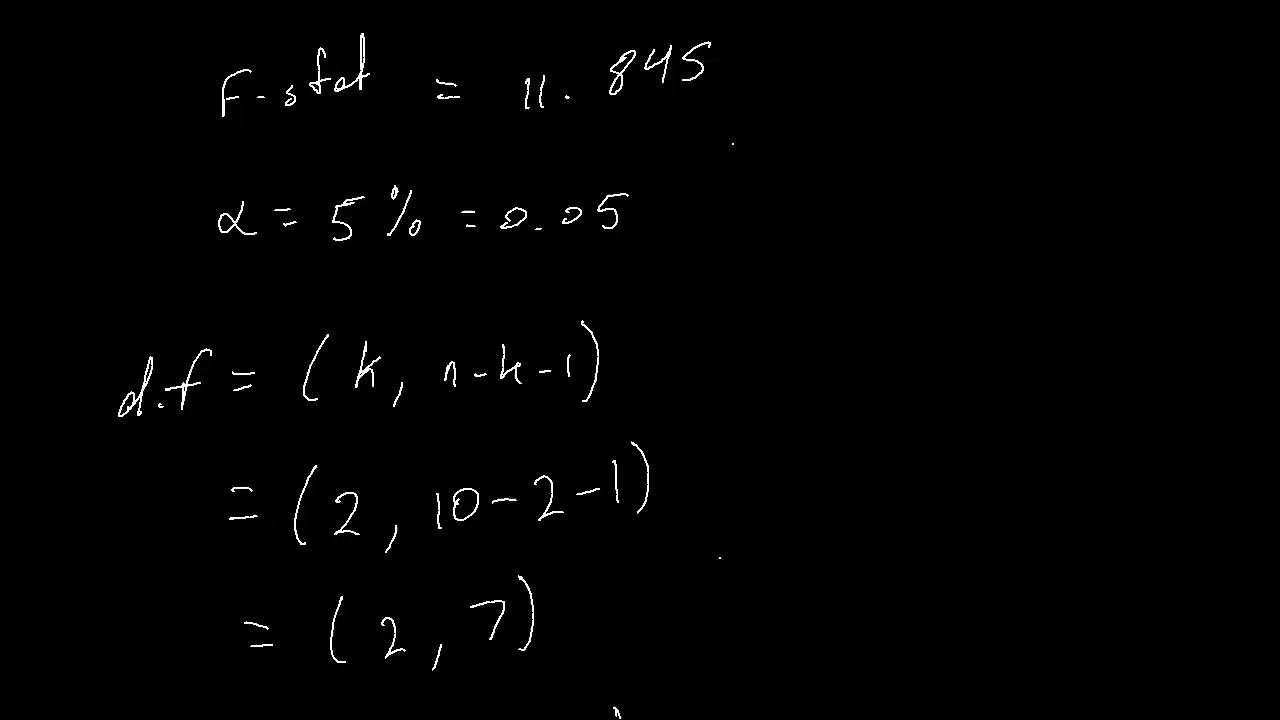 F-stat = 11.845
α = 5% = 0.05
d.f = (k, n-k-1)
= (2, 10-2-1)
= (2, 7)